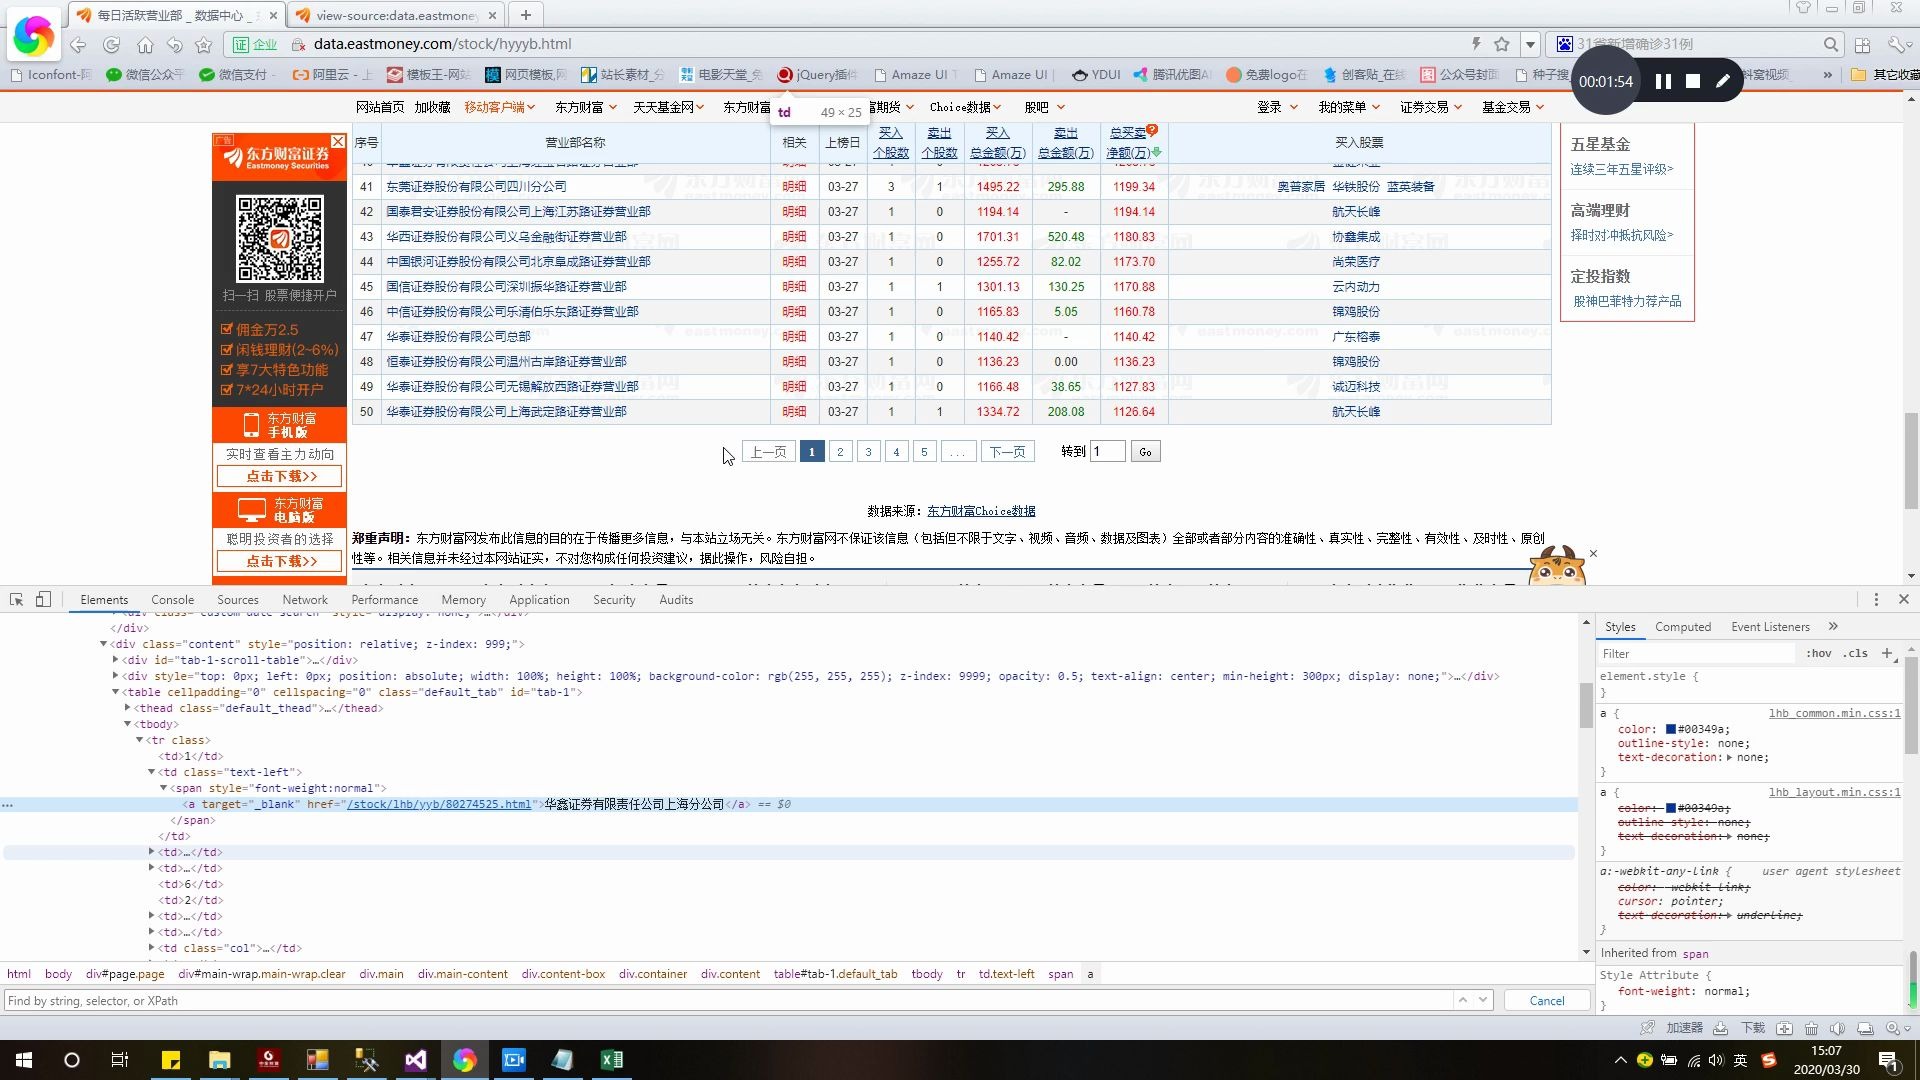 每日活跃营业部 _ 数据中心 _
view-source:data.eastmoney
证 企业
data.eastmoney.com/stock/hyyyb.html
31省新增确诊31例
Iconfont-阿
微信公众平
微信支付 -
阿里云 - 上
模板王-网站
网页模板,网
站长素材_分
电影天堂_免
jQuery插件
Amaze UI
Amaze UI
YDUI
腾讯优图AI
免费logo在
创客贴_在线
公众号封面
种子搜
抖窝视频
»
其它收藏
00:01:54
网站首页 加收藏 移动客户端 东方财富 天天基金网 东方财富 富期货 Choice数据 股吧 登录 我的菜单 证券交易 基金交易
td 49 × 25
序号 营业部名称 相关 上榜日 买入个股数 卖出个股数 买入总金额(万) 卖出总金额(万) 总买卖净额(万) 买入股票
41 东莞证券股份有限公司四川分公司 明细 03-27 3 1 1495.22 295.88 1199.34 奥普家居 华铁股份 蓝英装备
42 国泰君安证券股份有限公司上海江苏路证券营业部 明细 03-27 1 0 1194.14 - 1194.14 航天长峰
43 华西证券股份有限公司义乌金融街证券营业部 明细 03-27 1 0 1701.31 520.48 1180.83 协鑫集成
44 中国银河证券股份有限公司北京阜成路证券营业部 明细 03-27 1 0 1255.72 82.02 1173.70 尚荣医疗
45 国信证券股份有限公司深圳振华路证券营业部 明细 03-27 1 1 1301.13 130.25 1170.88 云内动力
46 中信证券股份有限公司乐清伯乐东路证券营业部 明细 03-27 1 0 1165.83 5.05 1160.78 锦鸡股份
47 华泰证券股份有限公司总部 明细 03-27 1 0 1140.42 - 1140.42 广东榕泰
48 恒泰证券股份有限公司温州古岸路证券营业部 明细 03-27 1 0 1136.23 0.00 1136.23 锦鸡股份
49 华泰证券股份有限公司无锡解放西路证券营业部 明细 03-27 1 0 1166.48 38.65 1127.83 诚迈科技
50 华泰证券股份有限公司上海武定路证券营业部 明细 03-27 1 1 1334.72 208.08 1126.64 航天长峰
上一页 1 2 3 4 5 ... 下一页 转到 1 Go
数据来源：东方财富Choice数据
郑重声明：东方财富网发布此信息的目的在于传播更多信息，与本站立场无关。东方财富网不保证该信息（包括但不限于文字、视频、音频、数据及图表）全部或者部分内容的准确性、真实性、完整性、有效性、及时性、原创
性等。相关信息并未经过本网站证实，不对您构成任何投资建议，据此操作，风险自担。
广告
东方财富证券
Eastmoney Securities
扫一扫 股票便捷开户
佣金万2.5
闲钱理财(2~6%)
享7大特色功能
7*24小时开户
东方财富
手机版
实时查看主力动向
点击下载>>
东方财富
电脑版
聪明投资者的选择
点击下载>>
五星基金
连续三年五星评级>
高端理财
择时对冲抵抗风险>
定投指数
股神巴菲特力荐产品
Elements Console Sources Network Performance Memory Application Security Audits
</div>
<div class="content" style="position: relative; z-index: 999;">
<div id="tab-1-scroll-table">…</div>
<div style="top: 0px; left: 0px; position: absolute; width: 100%; height: 100%; background-color: rgb(255, 255, 255); z-index: 9999; opacity: 0.5; text-align: center; min-height: 300px; display: none;">…</div>
<table cellpadding="0" cellspacing="0" class="default_tab" id="tab-1">
<thead class="default_thead">…</thead>
<tbody>
<tr class>
<td>1</td>
<td class="text-left">
<span style="font-weight:normal">
<a target="_blank" href="/stock/lhb/yyb/80274525.html">华鑫证券有限责任公司上海分公司</a> == $0
</span>
</td>
<td>…</td>
<td>…</td>
<td>6</td>
<td>2</td>
<td>…</td>
<td>…</td>
<td class="col">…</td>
html body div#page.page div#main-wrap.main-wrap.clear div.main div.main-content div.content-box div.container div.content table#tab-1.default_tab tbody tr td.text-left span a
Find by string, selector, or XPath
Cancel
Styles Computed Event Listeners »
Filter :hov .cls +
element.style {
}
a { lhb_common.min.css:1
color: #00349a;
outline-style: none;
text-decoration: none;
}
a { lhb_layout.min.css:1
color: #00349a;
outline-style: none;
text-decoration: none;
}
a:-webkit-any-link { user agent stylesheet
color: -webkit-link;
cursor: pointer;
text-decoration: underline;
}
Inherited from span
Style Attribute {
font-weight: normal;
}
加速器 下载
英
15:07
2020/03/30
1